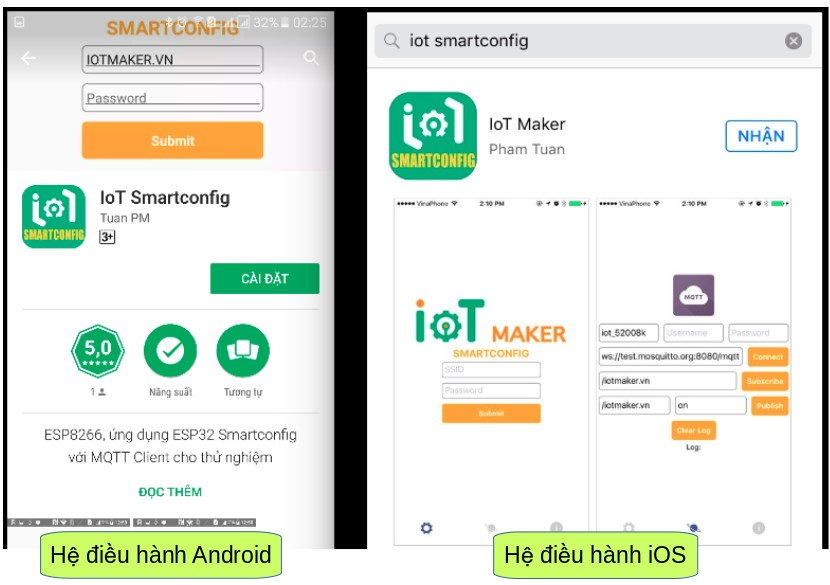 SMARTCONFIG
32% 02:25
IOTMAKER.VN
Password
Submit
IoT
SMARTCONFIG
IoT Smartconfig
Tuan PM
3+
CÀI ĐẶT
5,0
1
Năng suất
Tương tự
ESP8266, ứng dụng ESP32 Smartconfig
với MQTT Client cho thử nghiệm
ĐỌC THÊM
Hệ điều hành Android
iot smartconfig
IoT
SMARTCONFIG
IoT Maker
Pham Tuan
NHẬN
VinaPhone 2:10 PM
IoT MAKER
SMARTCONFIG
SSID
Password
Submit
VinaPhone 2:10 PM
MQTT
iot_52008k Username Password
ws://test.mosquitto.org:8080/mqtt Connect
/iotmaker.vn Subscribe
/iotmaker.vn on Publish
Clear Log
Log:
Hệ điều hành iOS